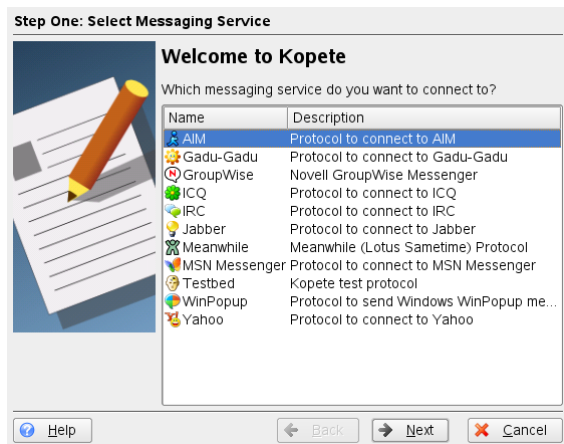 Step One: Select Messaging Service
Welcome to Kopete
Which messaging service do you want to connect to?
Name Description
AIM Protocol to connect to AIM
Gadu-Gadu Protocol to connect to Gadu-Gadu
GroupWise Novell GroupWise Messenger
ICQ Protocol to connect to ICQ
IRC Protocol to connect to IRC
Jabber Protocol to connect to Jabber
Meanwhile Meanwhile (Lotus Sametime) Protocol
MSN Messenger Protocol to connect to MSN Messenger
Testbed Kopete test protocol
WinPopup Protocol to send Windows WinPopup me...
Yahoo Protocol to connect to Yahoo
Help Back Next Cancel